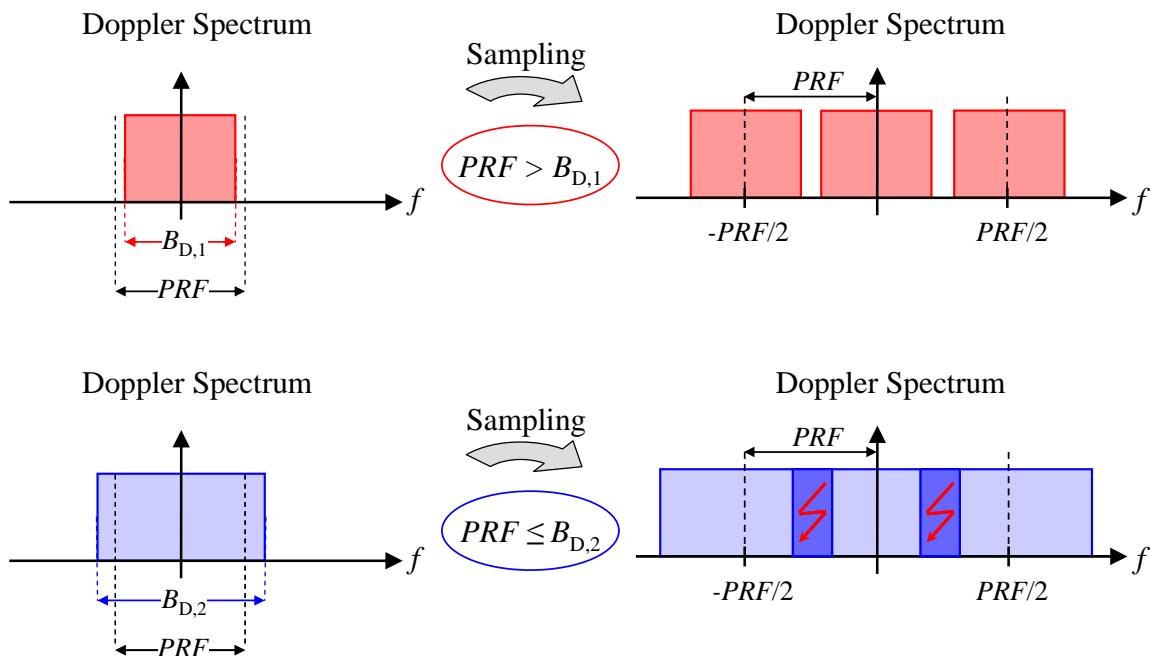 Doppler Spectrum
Sampling
Doppler Spectrum
PRF
PRF > B_D,1
f
f
-PRF/2
PRF/2
B_D,1
PRF
Doppler Spectrum
Sampling
Doppler Spectrum
PRF
PRF ≤ B_D,2
f
f
-PRF/2
PRF/2
B_D,2
PRF